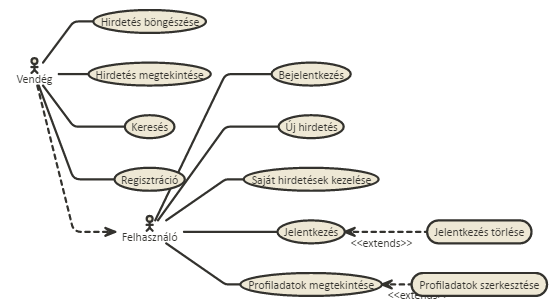 Hirdetés böngészése
Vendég
Hirdetés megtekintése
Bejelentkezés
Keresés
Új hirdetés
Regisztráció
Saját hirdetések kezelése
Felhasználó
Jelentkezés
Jelentkezés törlése
<<extends>>
Profiladatok megtekintése
Profiladatok szerkesztése
<<extends>>